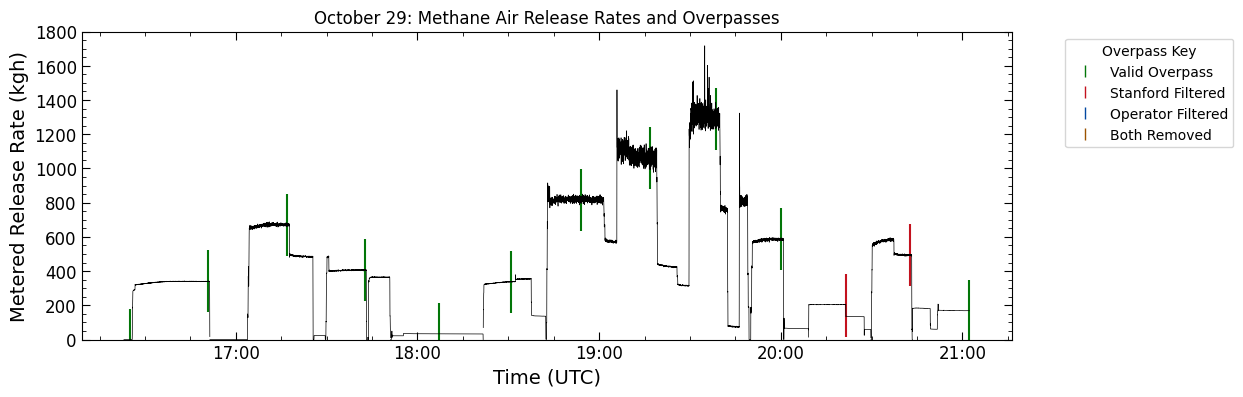 October 29: Methane Air Release Rates and Overpasses
Metered Release Rate (kgh)
1800
1600
1400
1200
1000
800
600
400
200
0
17:00
18:00
19:00
20:00
21:00
Time (UTC)
Overpass Key
Valid Overpass
Stanford Filtered
Operator Filtered
Both Removed